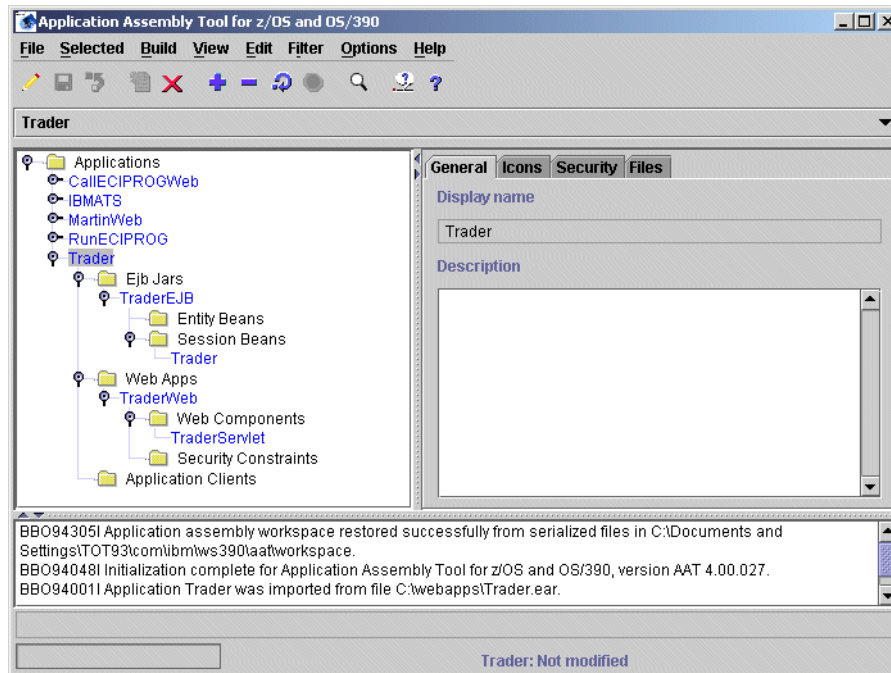 Application Assembly Tool for z/OS and OS/390
File Selected Build View Edit Filter Options Help
Trader
Applications
CallECIPROGWeb
IBMATS
MartinWeb
RunECIPROG
Trader
Ejb Jars
TraderEJB
Entity Beans
Session Beans
Trader
Web Apps
TraderWeb
Web Components
TraderServlet
Security Constraints
Application Clients
General Icons Security Files
Display name
Trader
Description
BBO94305I Application assembly workspace restored successfully from serialized files in C:\Documents and
Settings\TOT93\com\ibm\ws390\aat\workspace.
BBO94048I Initialization complete for Application Assembly Tool for z/OS and OS/390, version AAT 4.00.027.
BBO94001I Application Trader was imported from file C:\webapps\Trader.ear.
Trader: Not modified